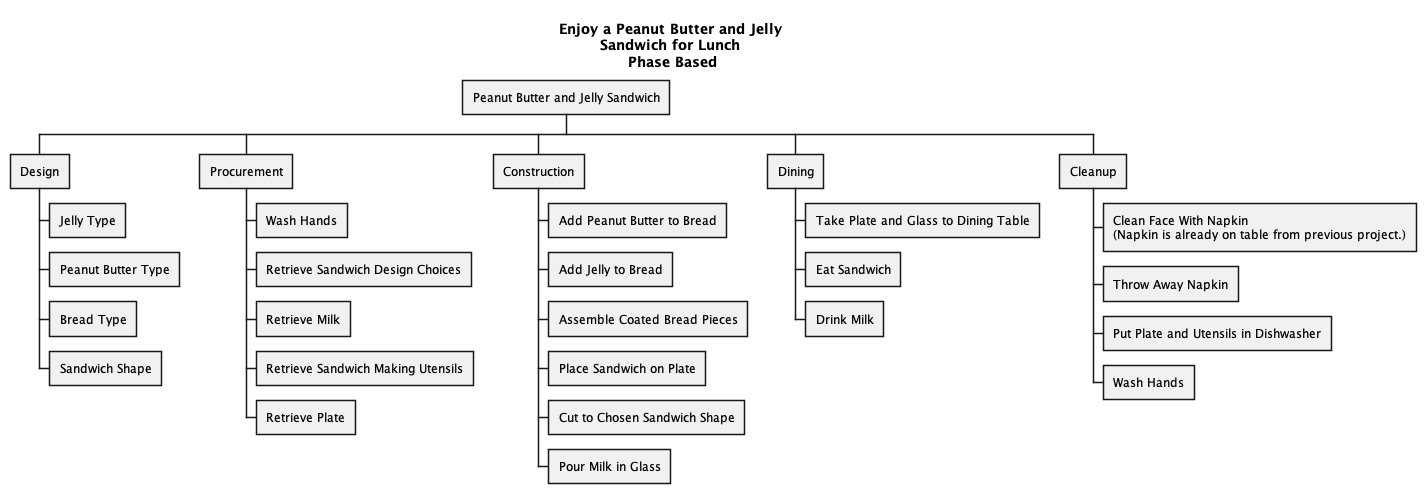 Enjoy a Peanut Butter and Jelly
Sandwich for Lunch
Phase Based
Peanut Butter and Jelly Sandwich
Design
Jelly Type
Peanut Butter Type
Bread Type
Sandwich Shape
Procurement
Wash Hands
Retrieve Sandwich Design Choices
Retrieve Milk
Retrieve Sandwich Making Utensils
Retrieve Plate
Construction
Add Peanut Butter to Bread
Add Jelly to Bread
Assemble Coated Bread Pieces
Place Sandwich on Plate
Cut to Chosen Sandwich Shape
Pour Milk in Glass
Dining
Take Plate and Glass to Dining Table
Eat Sandwich
Drink Milk
Cleanup
Clean Face With Napkin
(Napkin is already on table from previous project.)
Throw Away Napkin
Put Plate and Utensils in Dishwasher
Wash Hands